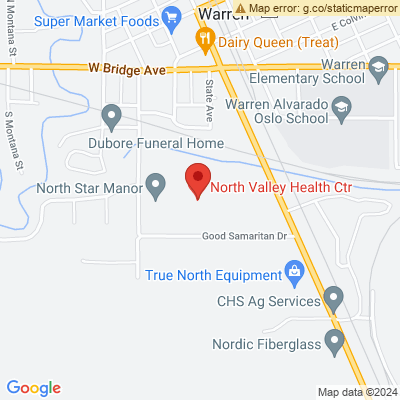 Warren
Map error: g.co/staticmaperror
Super Market Foods
Dairy Queen (Treat)
E Colvin
W Bridge Ave
Warren
Elementary School
N Montana St
S Montana St
State Ave
Warren Alvarado
Oslo School
Dubore Funeral Home
North Star Manor
North Valley Health Ctr
Good Samaritan Dr
True North Equipment
CHS Ag Services
Nordic Fiberglass
Google
Map data ©2024